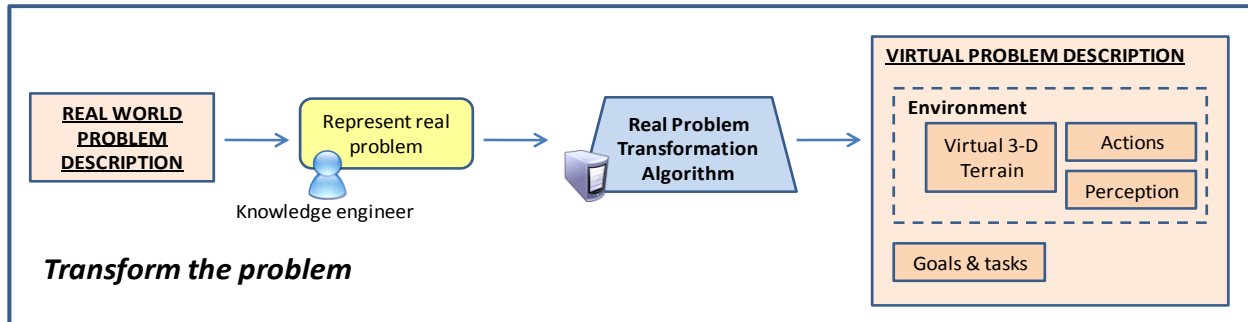 REAL WORLD
PROBLEM
DESCRIPTION
Represent real
problem
Knowledge engineer
Real Problem
Transformation
Algorithm
VIRTUAL PROBLEM DESCRIPTION
Environment
Virtual 3-D
Terrain
Actions
Perception
Goals & tasks
Transform the problem